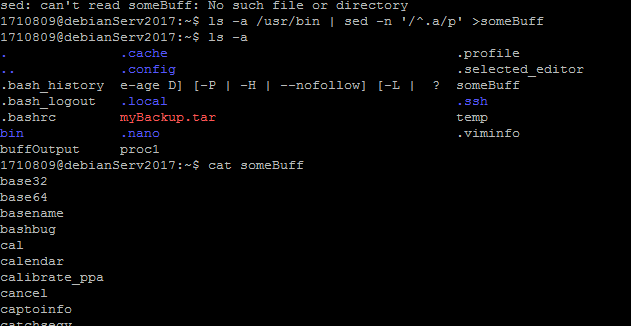 sed: can't read someBuff: No such file or directory
1710809@debianServ2017:~$ ls -a /usr/bin | sed -n '/^.a/p' >someBuff
1710809@debianServ2017:~$ ls -a
. .cache .profile
.. .config .selected_editor
.bash_history e-age D] [-P | -H | --nofollow] [-L | ? someBuff
.bash_logout .local .ssh
.bashrc myBackup.tar temp
bin .nano .viminfo
buffOutput proc1
1710809@debianServ2017:~$ cat someBuff
base32
base64
basename
bashbug
cal
calendar
calibrate_ppa
cancel
captoinfo
catchsegv